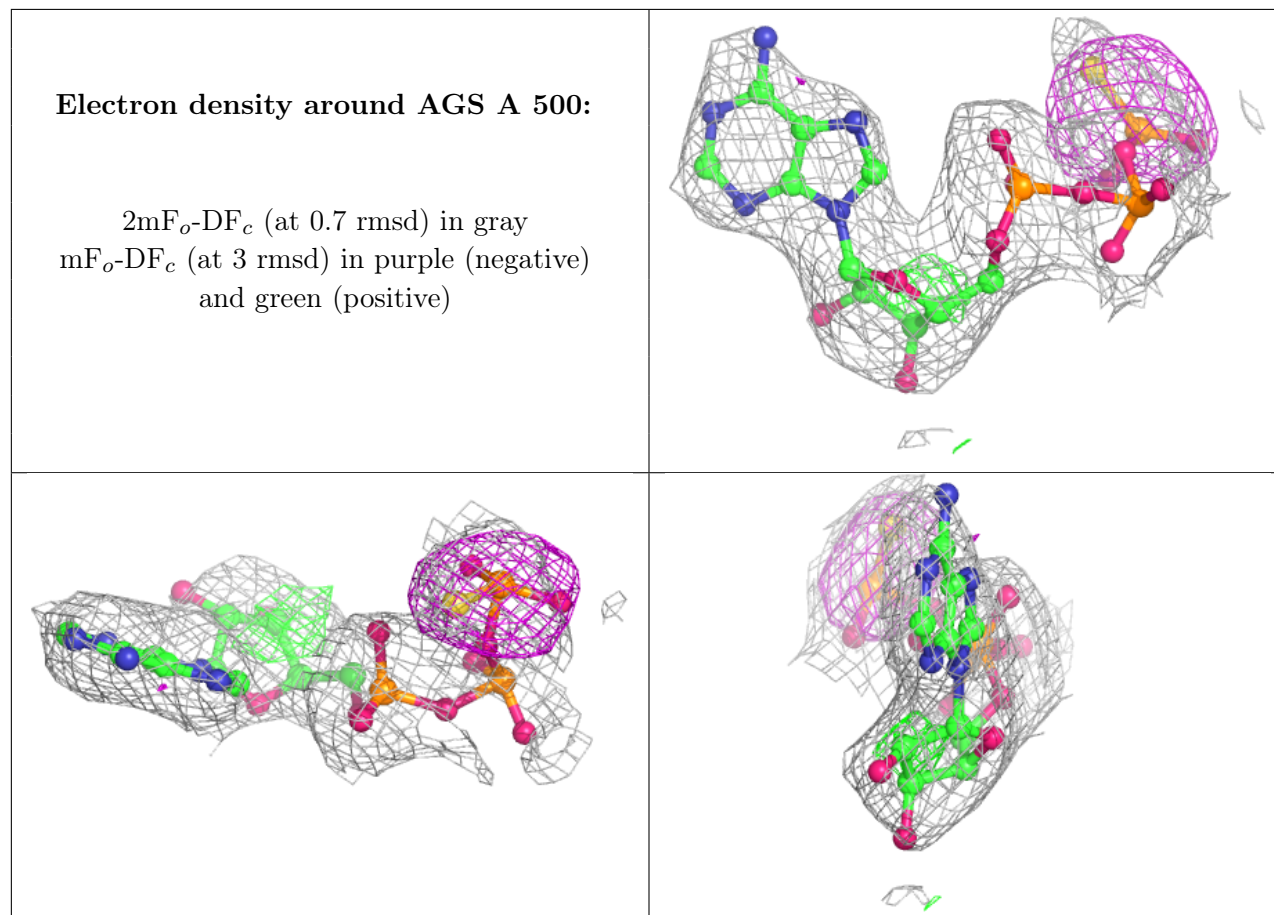 Electron density around AGS A 500:
2mFo-DFc (at 0.7 rmsd) in gray
mFo-DFc (at 3 rmsd) in purple (negative)
and green (positive)